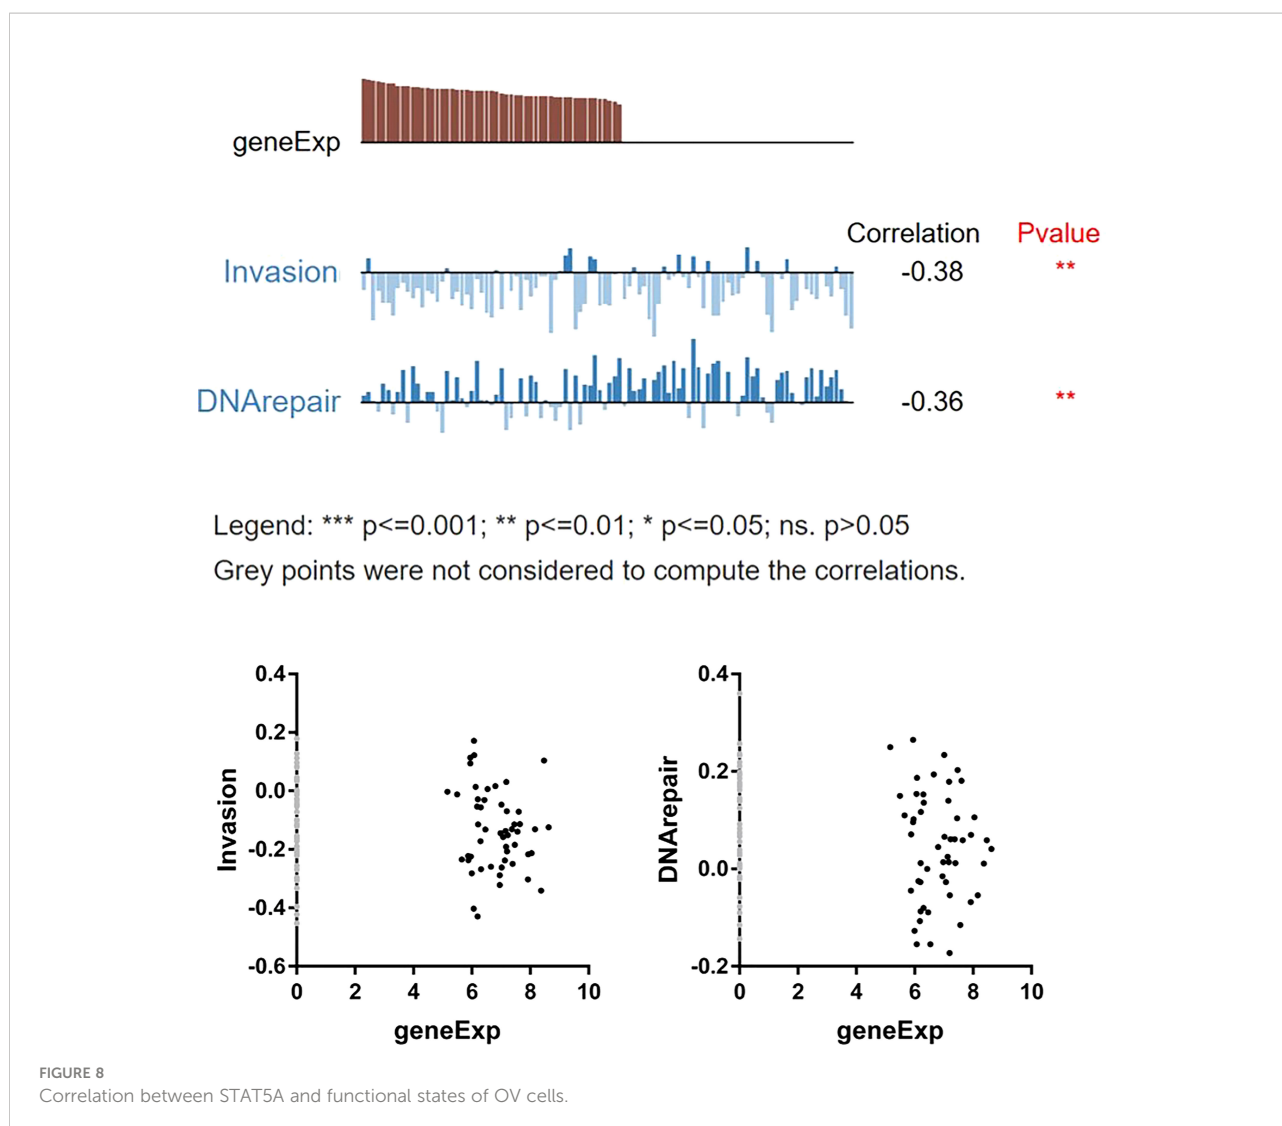 geneExp
Correlation Pvalue
Invasion -0.38 **
DNArepair -0.36 **
Legend: *** p<=0.001; ** p<=0.01; * p<=0.05; ns. p>0.05
Grey points were not considered to compute the correlations.
0.4
0.2
0.0
-0.2
-0.4
-0.6
Invasion
0 2 4 6 8 10
geneExp
0.4
0.2
0.0
-0.2
DNArepair
0 2 4 6 8 10
geneExp
FIGURE 8
Correlation between STAT5A and functional states of OV cells.